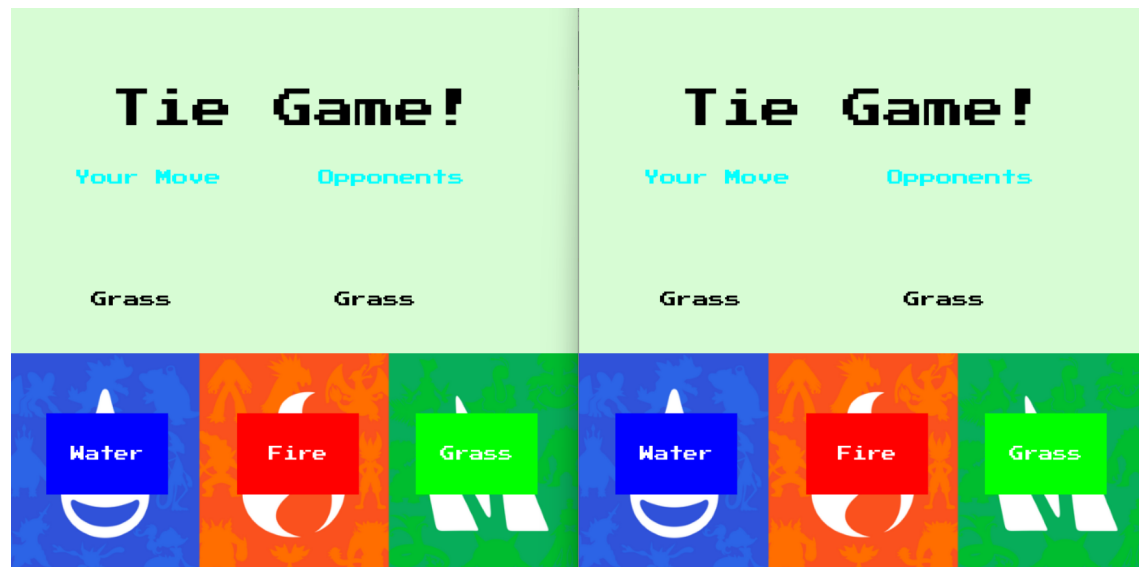 Tie Game!
Your Move Opponents
Grass Grass
Water Fire Grass
Tie Game!
Your Move Opponents
Grass Grass
Water Fire Grass